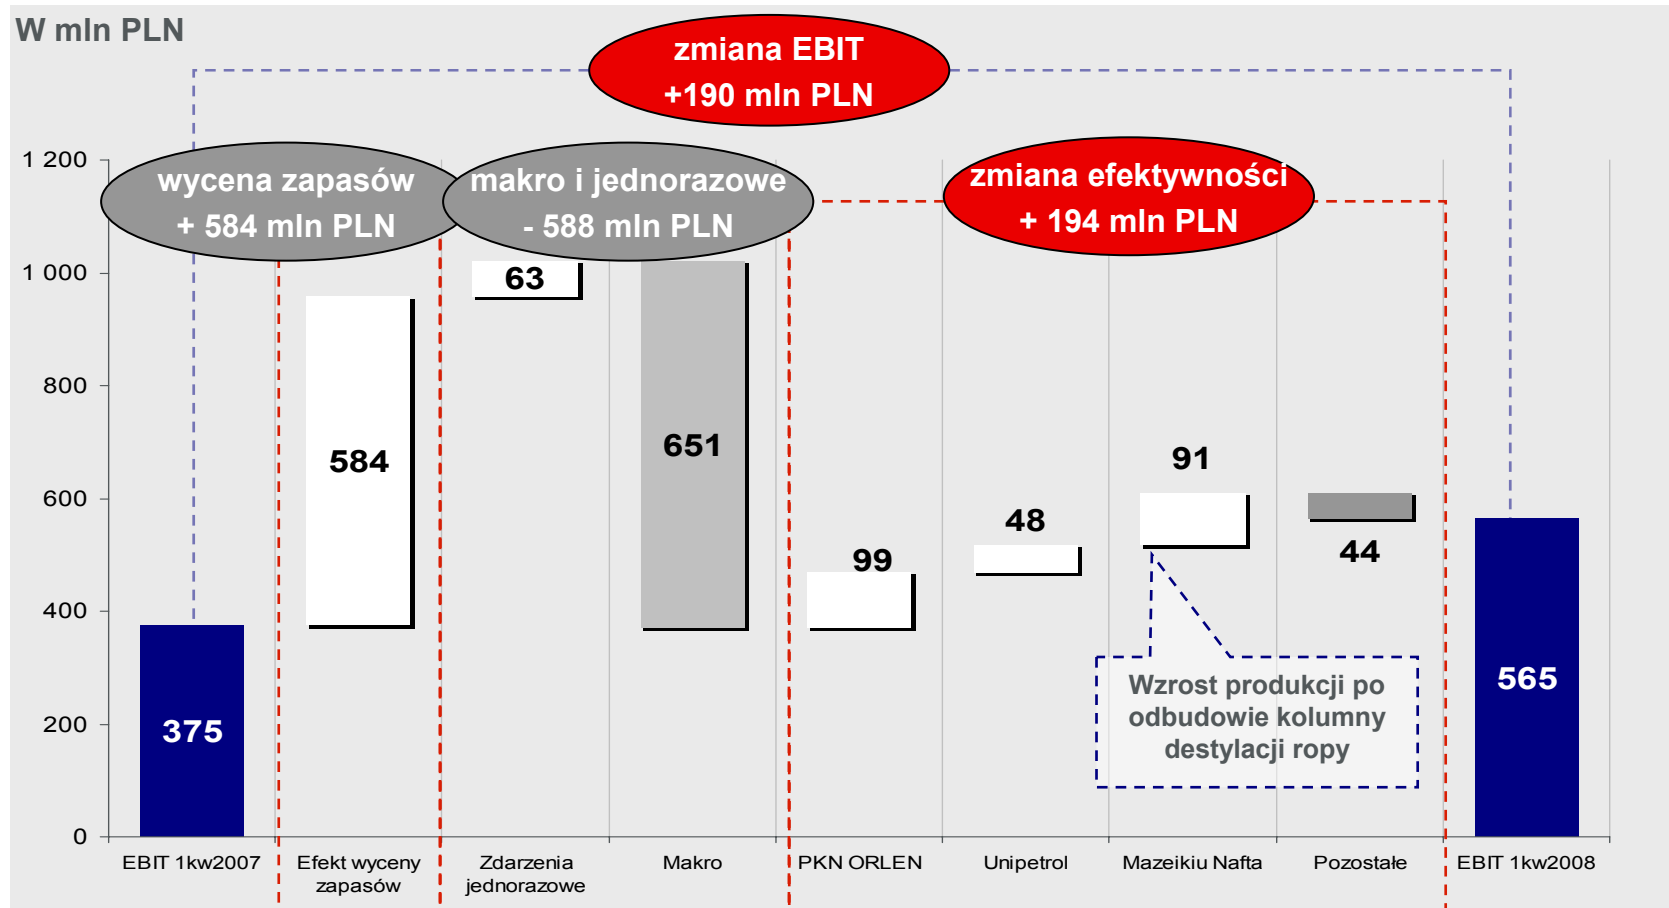 W mln PLN
zmiana EBIT
+190 mln PLN
wycena zapasów
+ 584 mln PLN
makro i jednorazowe
- 588 mln PLN
zmiana efektywności
+ 194 mln PLN
1 200
1 000
800
600
400
200
0
375
584
63
651
99
48
91
44
565
Wzrost produkcji po
odbudowie kolumny
destylacji ropy
EBIT 1kw2007
Efekt wyceny
zapasów
Zdarzenia
jednorazowe
Makro
PKN ORLEN
Unipetrol
Mazeikiu Nafta
Pozostałe
EBIT 1kw2008